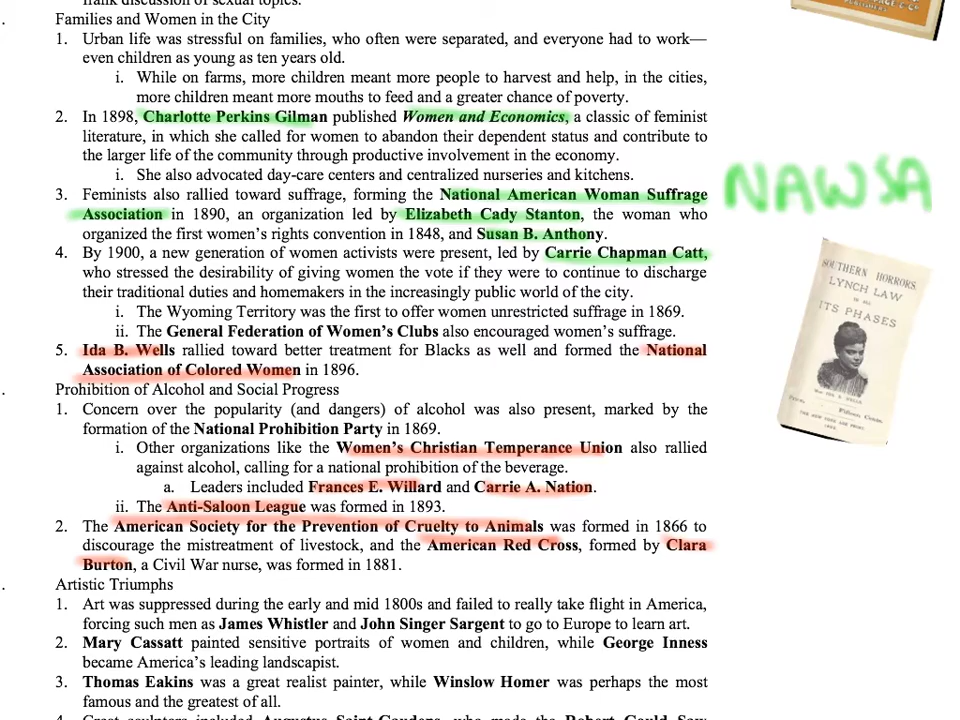 frank discussion of sexual topics.
. Families and Women in the City
1. Urban life was stressful on families, who often were separated, and everyone had to work—
even children as young as ten years old.
i. While on farms, more children meant more people to harvest and help, in the cities,
more children meant more mouths to feed and a greater chance of poverty.
2. In 1898, Charlotte Perkins Gilman published Women and Economics, a classic of feminist
literature, in which she called for women to abandon their dependent status and contribute to
the larger life of the community through productive involvement in the economy.
i. She also advocated day-care centers and centralized nurseries and kitchens.
3. Feminists also rallied toward suffrage, forming the National American Woman Suffrage
Association in 1890, an organization led by Elizabeth Cady Stanton, the woman who
organized the first women's rights convention in 1848, and Susan B. Anthony.
NAWSA
4. By 1900, a new generation of women activists were present, led by Carrie Chapman Catt,
who stressed the desirability of giving women the vote if they were to continue to discharge
their traditional duties and homemakers in the increasingly public world of the city.
i. The Wyoming Territory was the first to offer women unrestricted suffrage in 1869.
ii. The General Federation of Women's Clubs also encouraged women's suffrage.
5. Ida B. Wells rallied toward better treatment for Blacks as well and formed the National
Association of Colored Women in 1896.
SOUTHERN HORRORS
LYNCH LAW
IN ALL
ITS PHASES
. Prohibition of Alcohol and Social Progress
1. Concern over the popularity (and dangers) of alcohol was also present, marked by the
formation of the National Prohibition Party in 1869.
i. Other organizations like the Women's Christian Temperance Union also rallied
against alcohol, calling for a national prohibition of the beverage.
a. Leaders included Frances E. Willard and Carrie A. Nation.
ii. The Anti-Saloon League was formed in 1893.
2. The American Society for the Prevention of Cruelty to Animals was formed in 1866 to
discourage the mistreatment of livestock, and the American Red Cross, formed by Clara
Burton, a Civil War nurse, was formed in 1881.
. Artistic Triumphs
1. Art was suppressed during the early and mid 1800s and failed to really take flight in America,
forcing such men as James Whistler and John Singer Sargent to go to Europe to learn art.
2. Mary Cassatt painted sensitive portraits of women and children, while George Inness
became America's leading landscapist.
3. Thomas Eakins was a great realist painter, while Winslow Homer was perhaps the most
famous and the greatest of all.
4. Great sculptors included Augustus Saint-Gaudens, who made the Robert Gould Saw